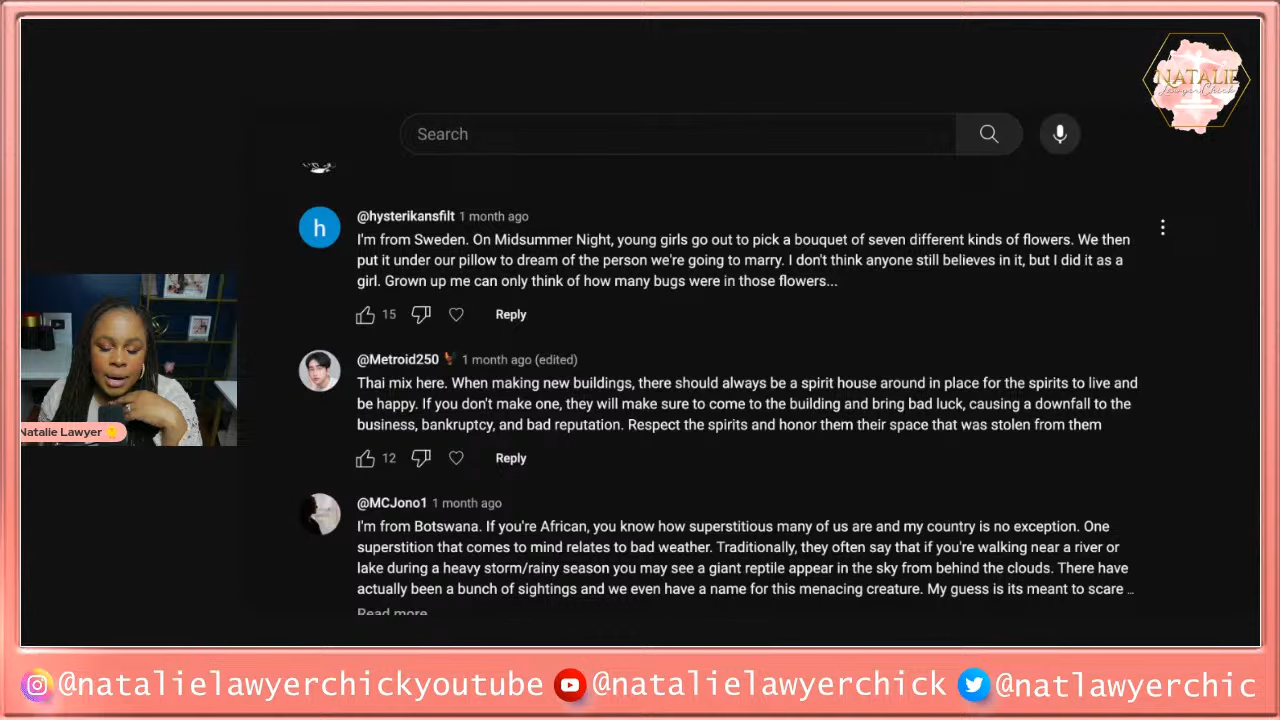 NATALIE
LawyerChick
Search
@hysterikansfilt 1 month ago
I'm from Sweden. On Midsummer Night, young girls go out to pick a bouquet of seven different kinds of flowers. We then
put it under our pillow to dream of the person we're going to marry. I don't think anyone still believes in it, but I did it as a
girl. Grown up me can only think of how many bugs were in those flowers...
15 Reply
@Metroid250 1 month ago (edited)
Thai mix here. When making new buildings, there should always be a spirit house around in place for the spirits to live and
be happy. If you don't make one, they will make sure to come to the building and bring bad luck, causing a downfall to the
business, bankruptcy, and bad reputation. Respect the spirits and honor them their space that was stolen from them
12 Reply
Natalie Lawyer
@MCJono1 1 month ago
I'm from Botswana. If you're African, you know how superstitious many of us are and my country is no exception. One
superstition that comes to mind relates to bad weather. Traditionally, they often say that if you're walking near a river or
lake during a heavy storm/rainy season you may see a giant reptile appear in the sky from behind the clouds. There have
actually been a bunch of sightings and we even have a name for this menacing creature. My guess is its meant to scare ...
Read more
@natalielawyerchickyoutube @natalielawyerchick @natlawyerchic